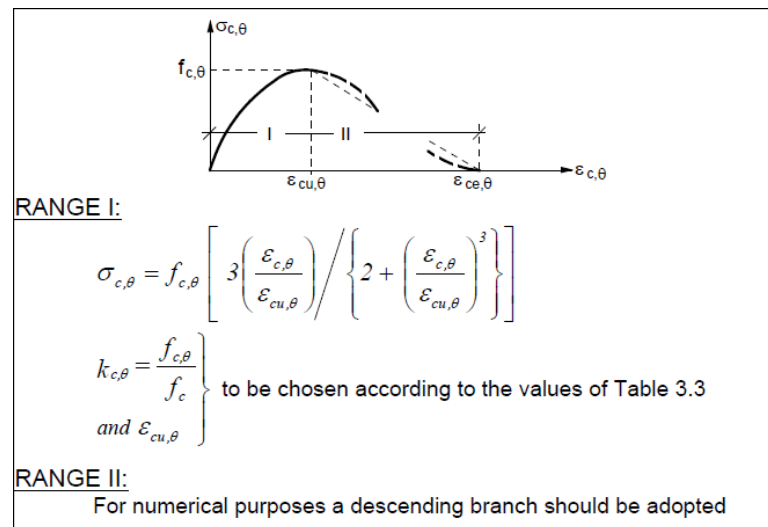 σc,θ
fc,θ
I II
εcu,θ εce,θ εc,θ
RANGE I:
σc,θ = fc,θ [ 3 (εc,θ / εcu,θ) / { 2 + (εc,θ / εcu,θ)^3 } ]
kc,θ = fc,θ / fc } to be chosen according to the values of Table 3.3
and εcu,θ
RANGE II:
For numerical purposes a descending branch should be adopted